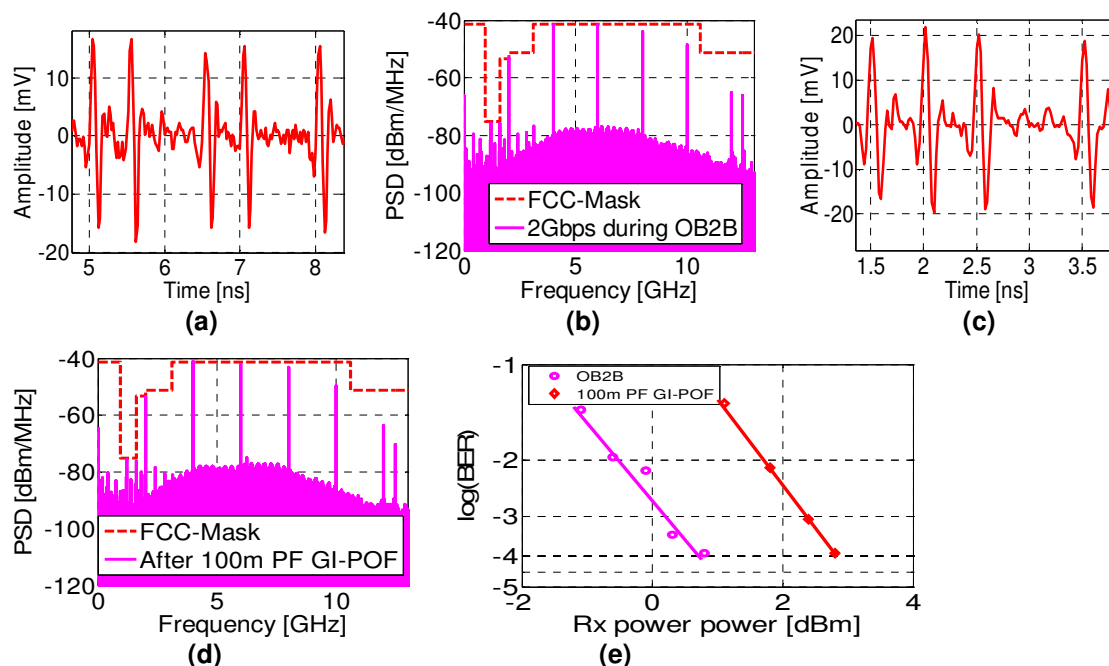 Amplitude [mV]
10
0
-10
-20
5
6
7
8
Time [ns]
(a)
PSD [dBm/MHz]
-40
-60
-80
-100
-120
FCC-Mask
2Gbps during OB2B
0
5
10
Frequency [GHz]
(b)
Amplitude [mV]
20
10
0
-10
-20
1.5
2
2.5
3
3.5
Time [ns]
(c)
PSD [dBm/MHz]
-40
-60
-80
-100
-120
FCC-Mask
After 100m PF GI-POF
0
5
10
Frequency [GHz]
(d)
log(BER)
-1
-2
-3
-4
-5
OB2B
100m PF GI-POF
-2
0
2
4
Rx power power [dBm]
(e)